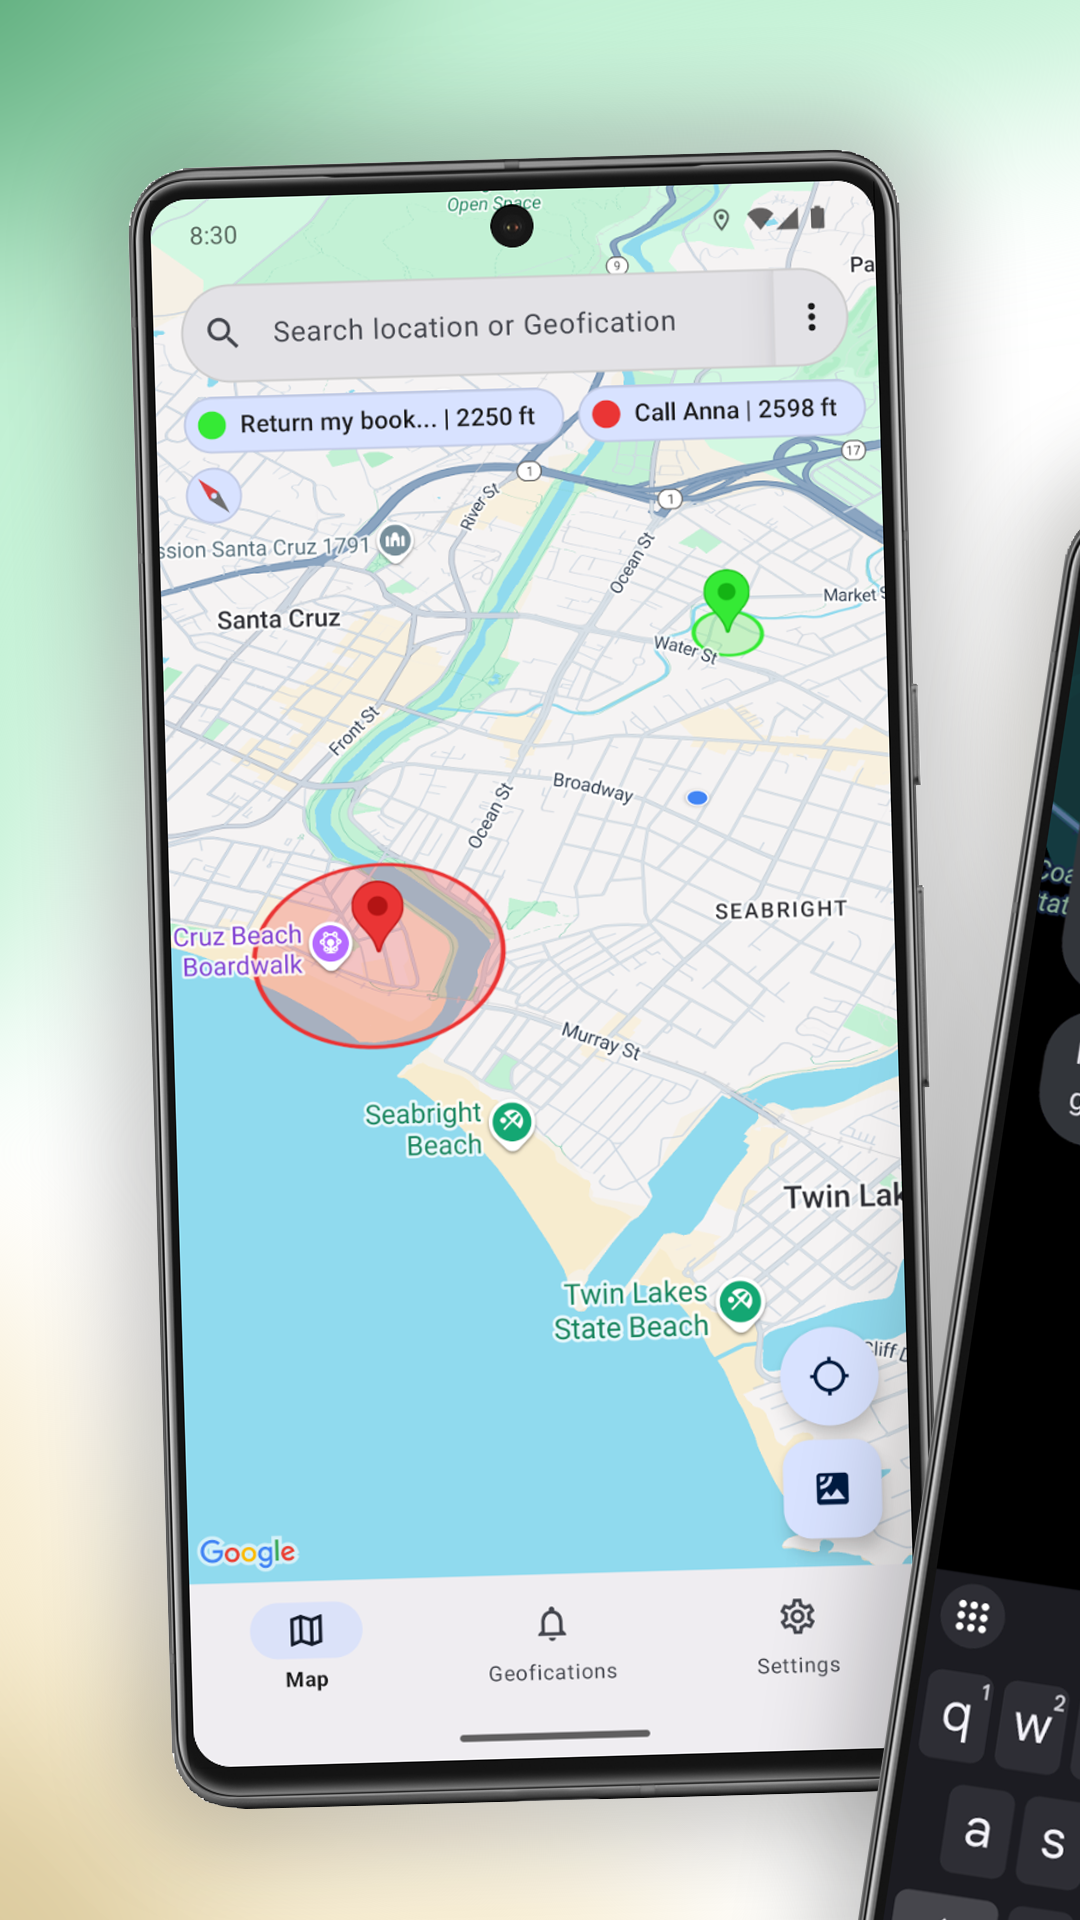 Open Space
8:30
9
Pa
Search location or Geofication
Return my book... | 2250 ft
Call Anna | 2598 ft
17
1
1
River St
ssion Santa Cruz 1791
Ocean St
Market S
Santa Cruz
Water St
Front St
Broadway
Ocean St
SEABRIGHT
Cruz Beach
Boardwalk
Murray St
Seabright
Beach
Twin Lak
Twin Lakes
State Beach
Cliff D
Google
Map
Geofications
Settings
Coa
tat
g
q 1
w 2
a
s